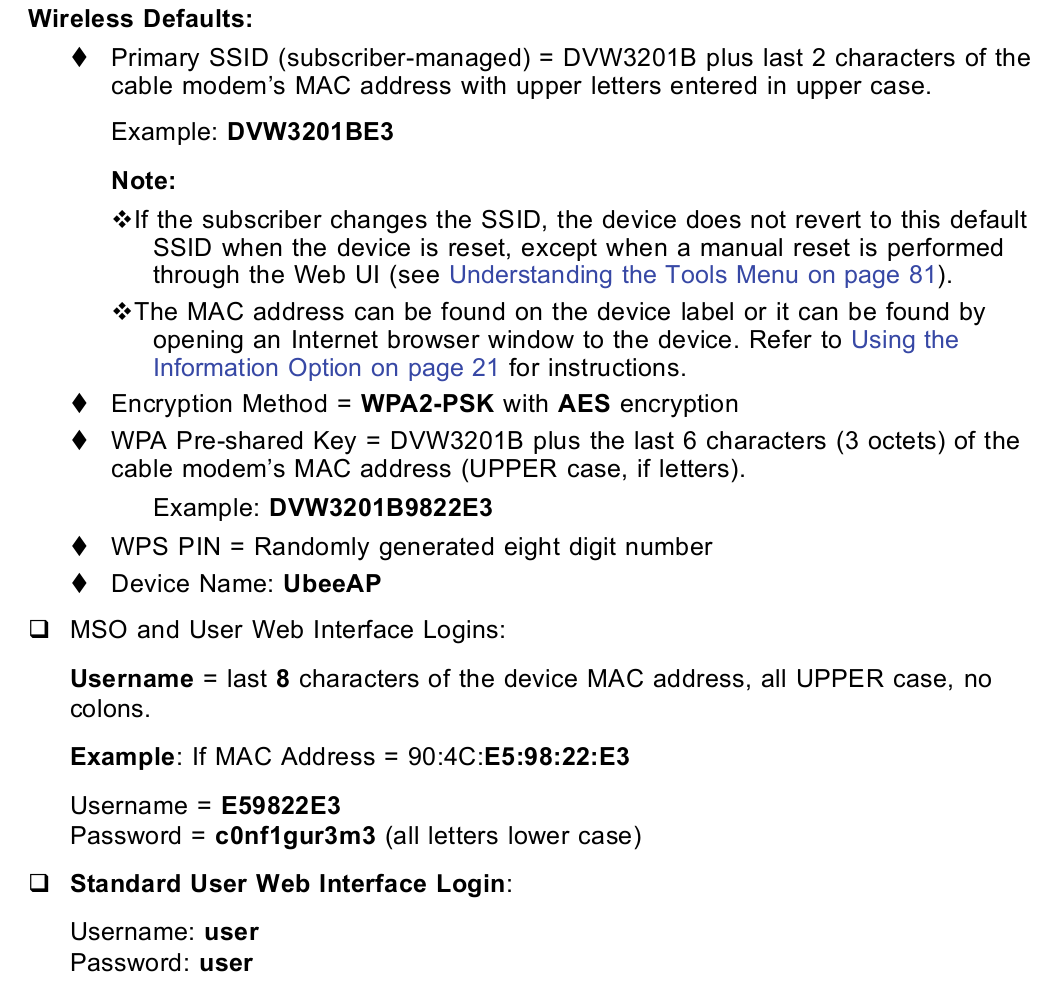 Wireless Defaults:
♦ Primary SSID (subscriber-managed) = DVW3201B plus last 2 characters of the
cable modem's MAC address with upper letters entered in upper case.
Example: DVW3201BE3
Note:
❖If the subscriber changes the SSID, the device does not revert to this default
SSID when the device is reset, except when a manual reset is performed
through the Web UI (see Understanding the Tools Menu on page 81).
❖The MAC address can be found on the device label or it can be found by
opening an Internet browser window to the device. Refer to Using the
Information Option on page 21 for instructions.
♦ Encryption Method = WPA2-PSK with AES encryption
♦ WPA Pre-shared Key = DVW3201B plus the last 6 characters (3 octets) of the
cable modem's MAC address (UPPER case, if letters).
Example: DVW3201B9822E3
♦ WPS PIN = Randomly generated eight digit number
♦ Device Name: UbeeAP
❑ MSO and User Web Interface Logins:
Username = last 8 characters of the device MAC address, all UPPER case, no
colons.
Example: If MAC Address = 90:4C:E5:98:22:E3
Username = E59822E3
Password = c0nf1gur3m3 (all letters lower case)
❑ Standard User Web Interface Login:
Username: user
Password: user